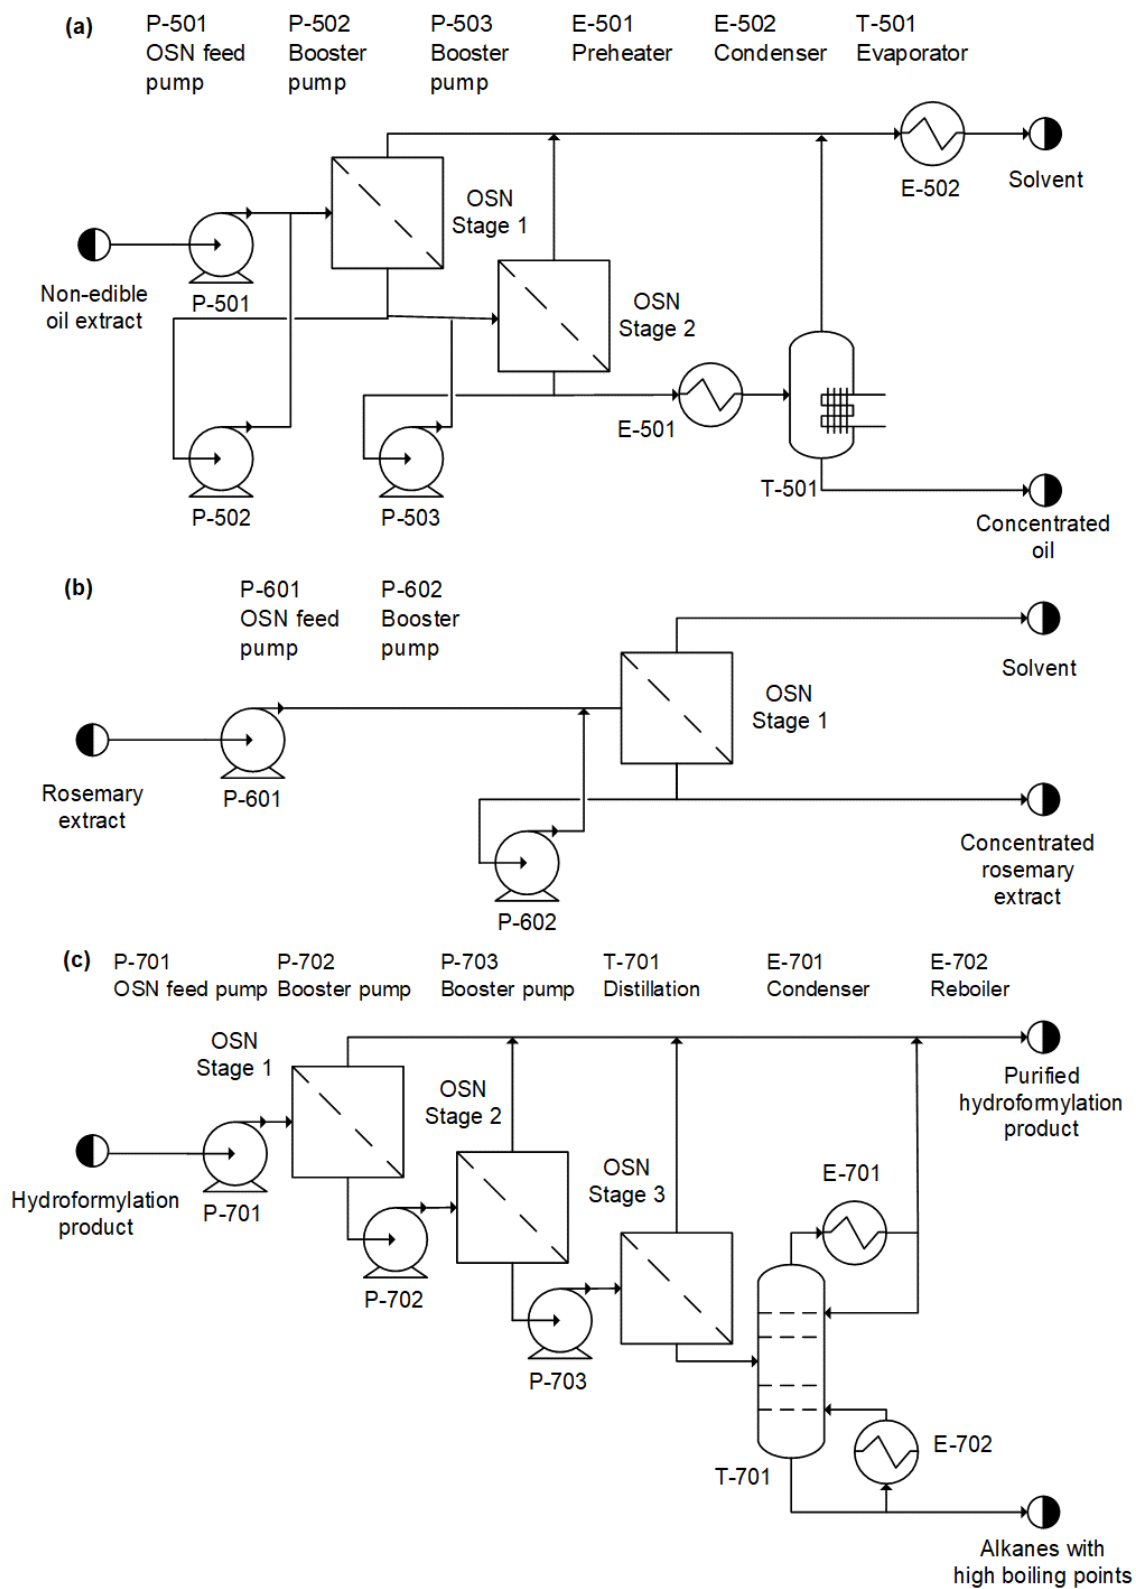 (a)
P-501
OSN feed
pump
P-502
Booster
pump
P-503
Booster
pump
E-501
Preheater
E-502
Condenser
T-501
Evaporator
OSN
Stage 1
E-502
Solvent
Non-edible
oil extract
P-501
OSN
Stage 2
E-501
T-501
P-502
P-503
Concentrated
oil
(b)
P-601
OSN feed
pump
P-602
Booster
pump
Solvent
OSN
Stage 1
Rosemary
extract
P-601
P-602
Concentrated
rosemary
extract
(c)
P-701
OSN feed pump
P-702
Booster pump
P-703
Booster pump
T-701
Distillation
E-701
Condenser
E-702
Reboiler
OSN
Stage 1
OSN
Stage 2
Purified
hydroformylation
product
Hydroformylation
product
P-701
OSN
Stage 3
E-701
P-702
P-703
E-702
T-701
Alkanes with
high boiling points